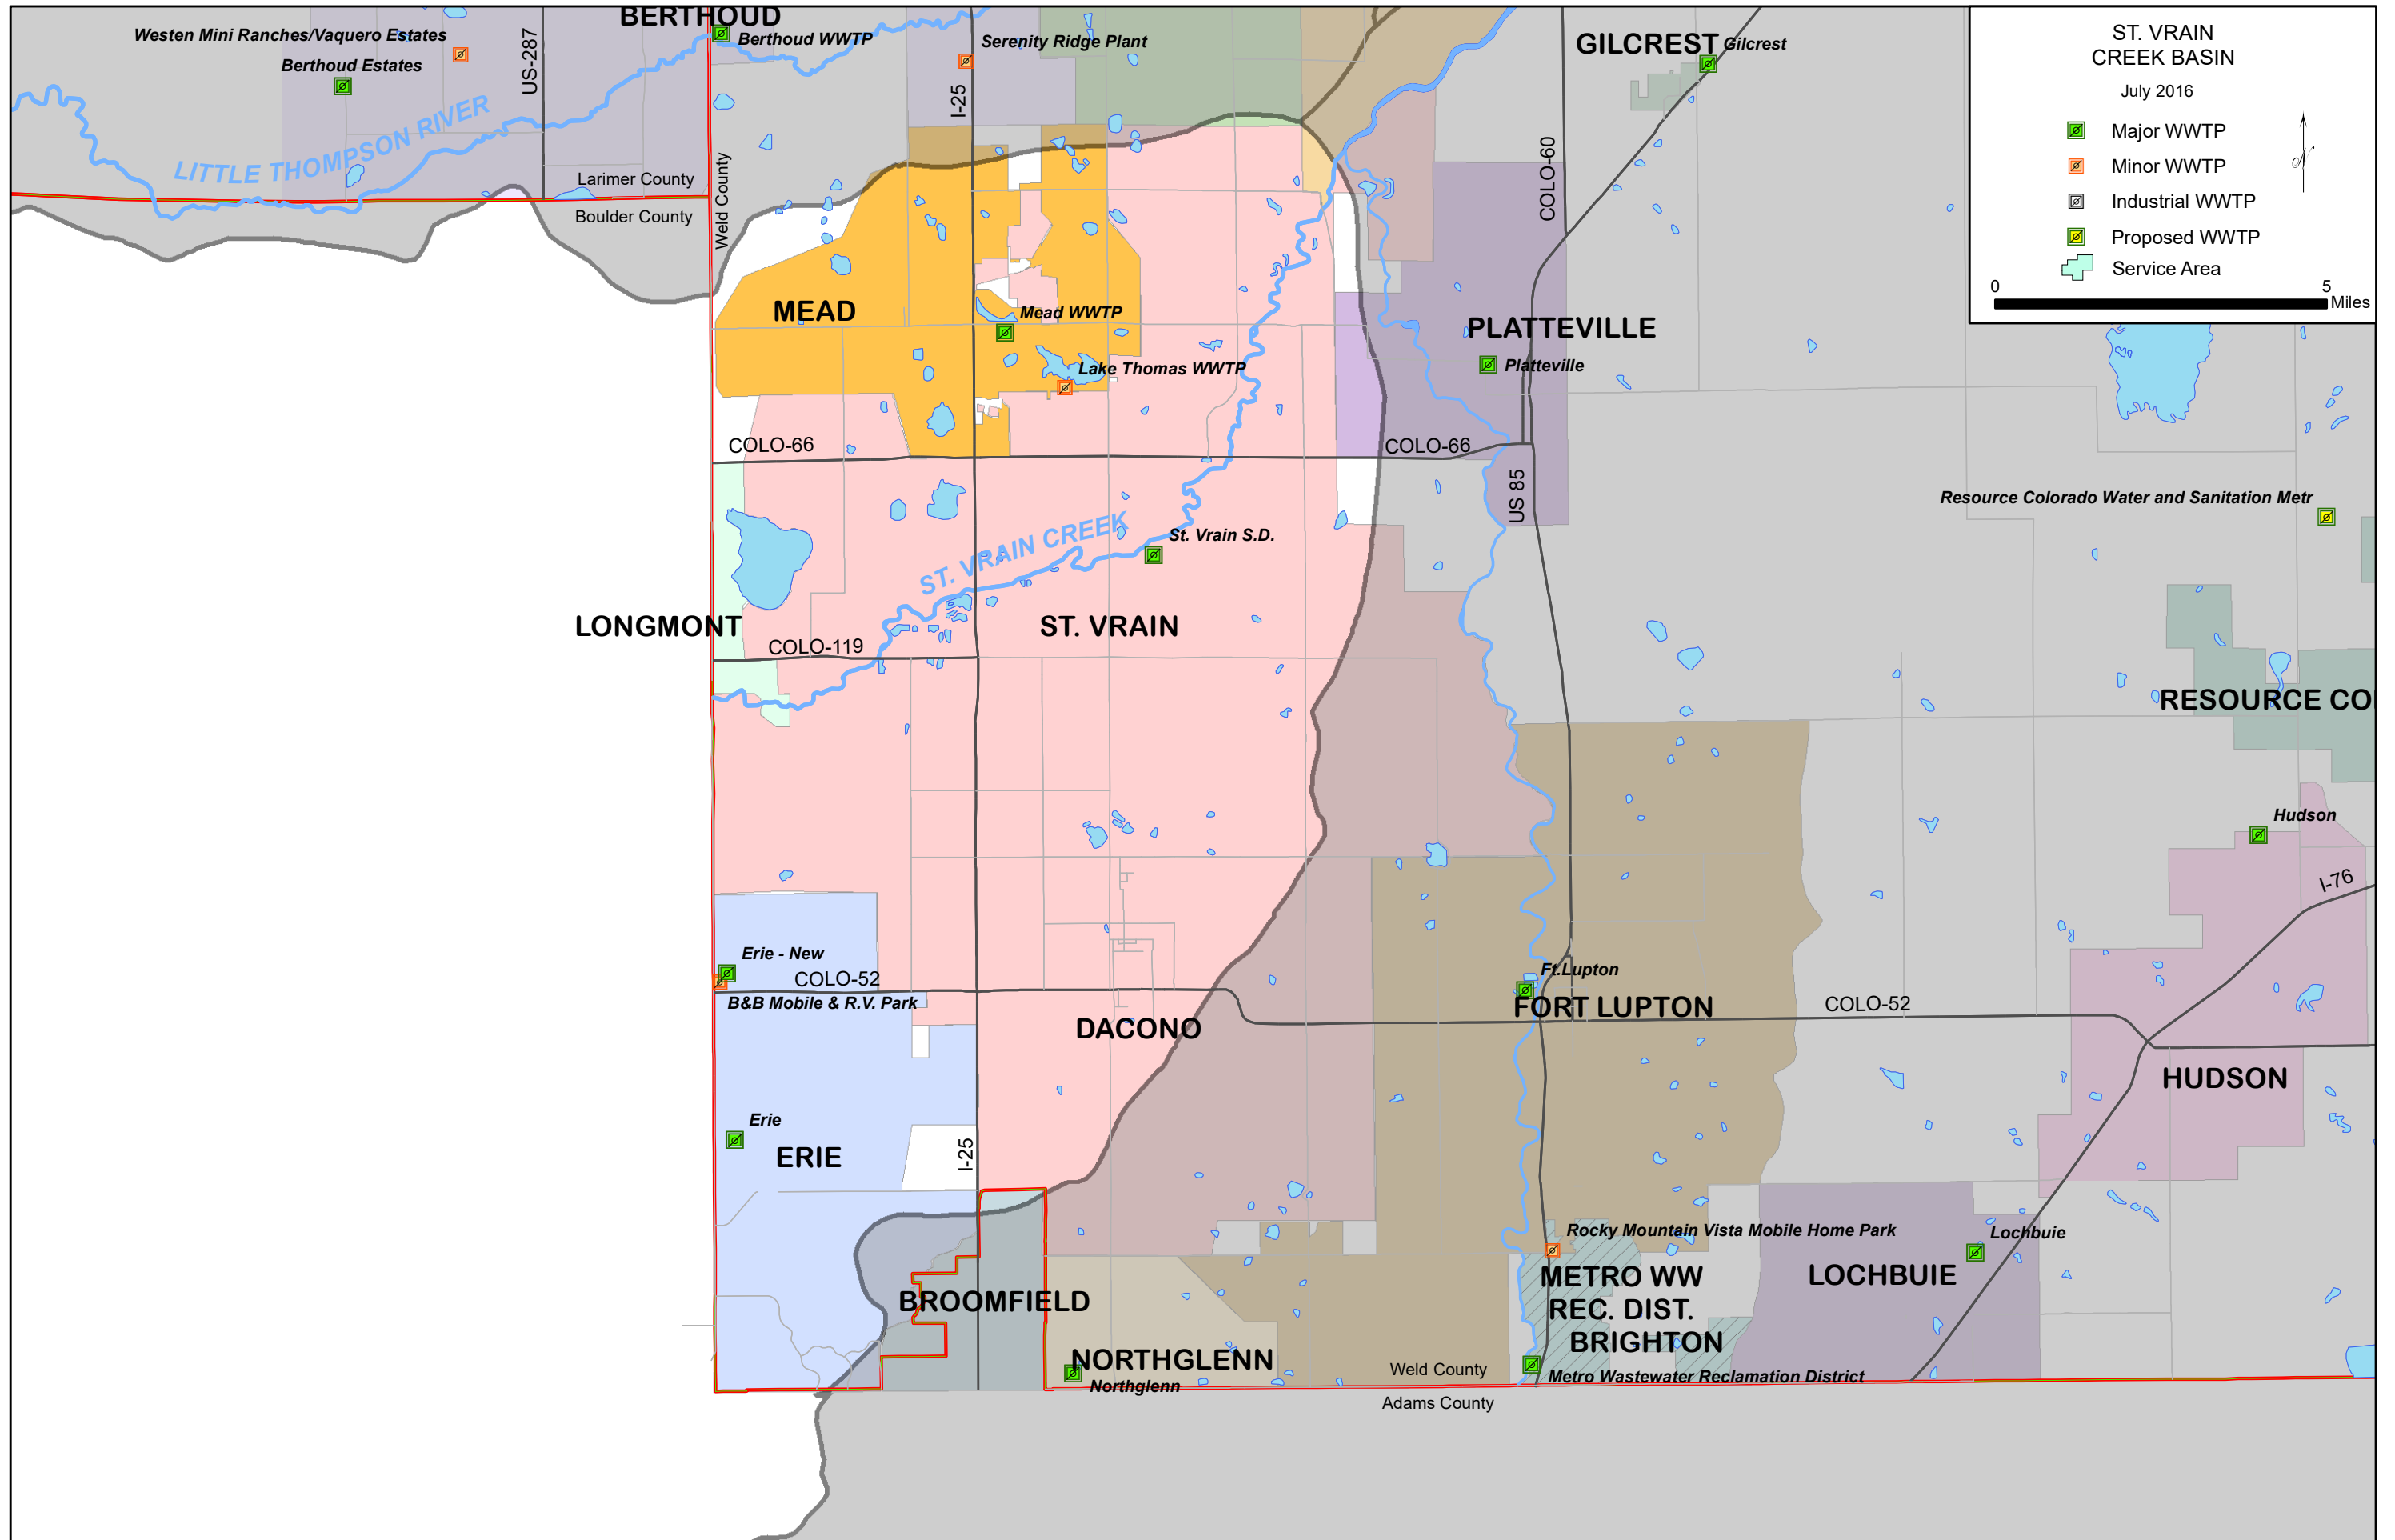 BERTHOUD
Westen Mini Ranches/Vaquero Estates
Berthoud Estates
US-287
Berthoud WWTP
Serenity Ridge Plant
I-25
GILCREST
Gilcrest
ST. VRAIN
CREEK BASIN
July 2016
Major WWTP
Minor WWTP
Industrial WWTP
Proposed WWTP
Service Area
N
0
5
Miles
LITTLE THOMPSON RIVER
Larimer County
Boulder County
Weld County
COLO-60
MEAD
Mead WWTP
Lake Thomas WWTP
PLATTEVILLE
Platteville
COLO-66
COLO-66
US 85
Resource Colorado Water and Sanitation Metr
ST. VRAIN CREEK
St. Vrain S.D.
LONGMONT
ST. VRAIN
COLO-119
RESOURCE CO
Hudson
I-76
Erie - New
COLO-52
B&B Mobile & R.V. Park
Ft.Lupton
FORT LUPTON
COLO-52
DACONO
HUDSON
Erie
ERIE
I-25
Rocky Mountain Vista Mobile Home Park
Lochbuie
METRO WW
REC. DIST.
LOCHBUIE
BROOMFIELD
BRIGHTON
NORTHGLENN
Northglenn
Weld County
Metro Wastewater Reclamation District
Adams County